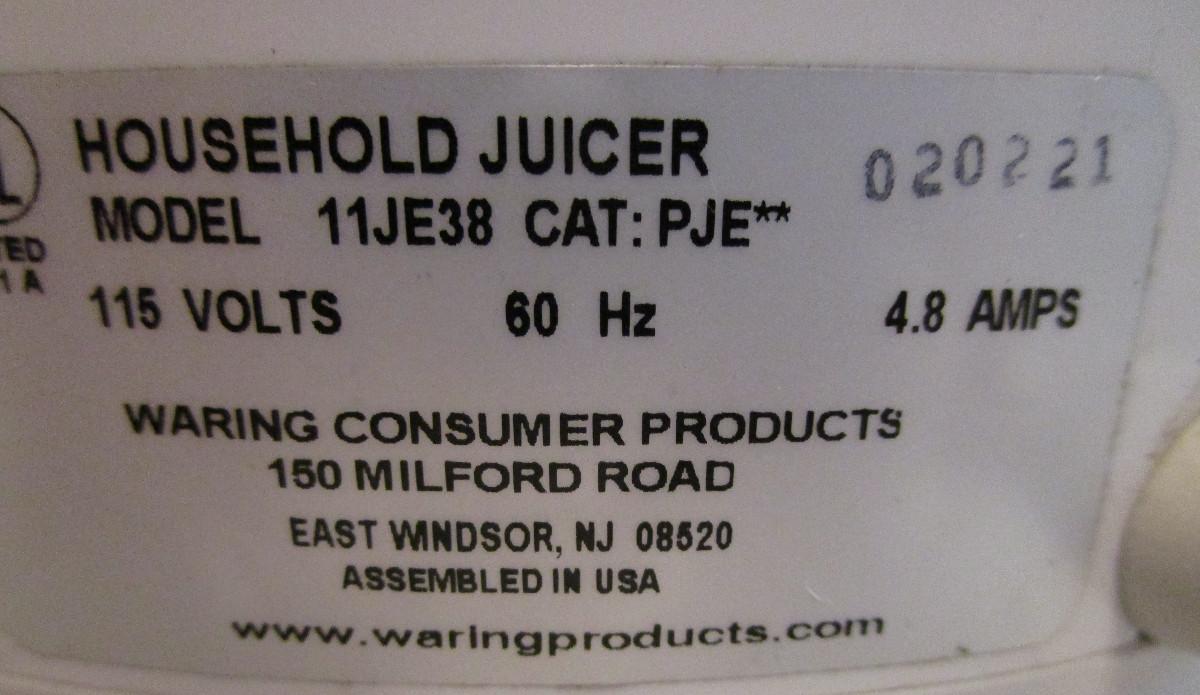 HOUSEHOLD JUICER 020221
MODEL 11JE38 CAT: PJE**
115 VOLTS 60 Hz 4.8 AMPS
WARING CONSUMER PRODUCTS
150 MILFORD ROAD
EAST WINDSOR, NJ 08520
ASSEMBLED IN USA
www.waringproducts.com